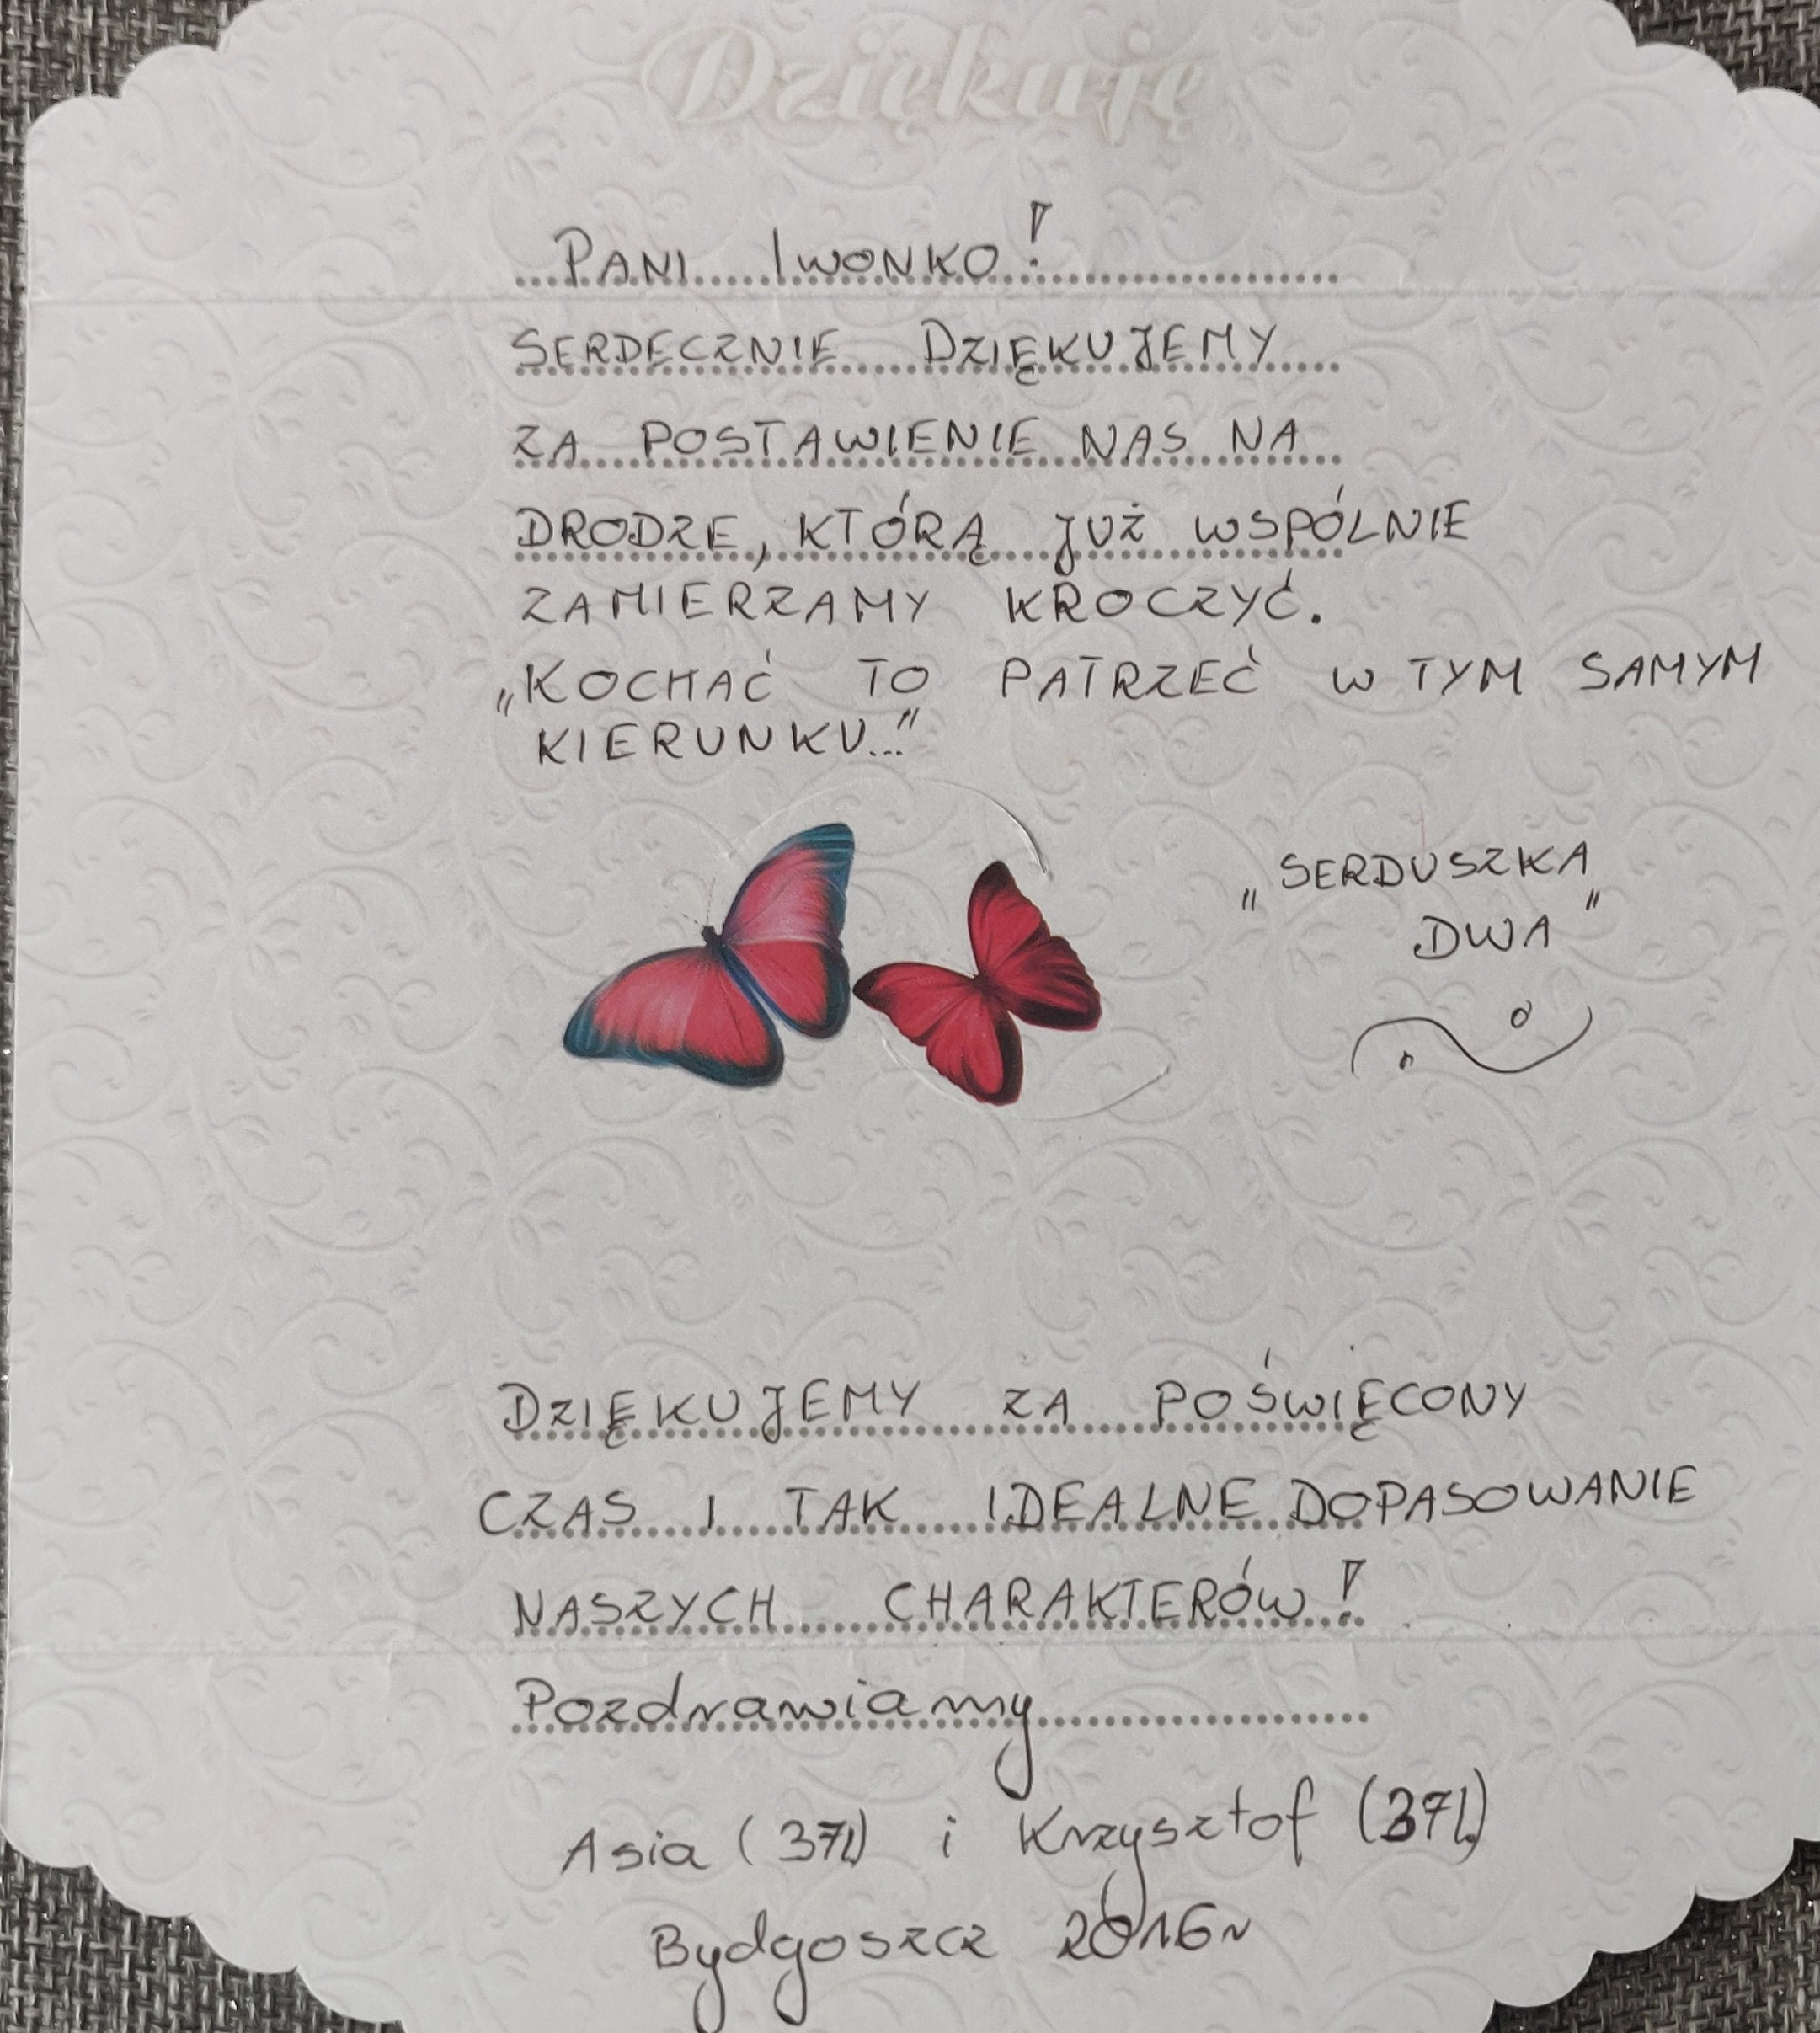 Dziękuję
PANI IWONKO!
SERDECZNIE DZIĘKUJEMY
ZA POSTAWIENIE NAS NA
DRODZE, KTÓRĄ JUŻ WSPÓLNIE
ZAMIERZAMY KROCZYĆ.
„KOCHAĆ TO PATRZEĆ W TYM SAMYM
KIERUNKU..."
„SERDUSZKA
DWA"
DZIĘKUJEMY ZA POŚWIĘCONY
CZAS I TAK IDEALNE DOPASOWANIE
NASZYCH CHARAKTERÓW!
Pozdrawiamy
Asia (37l) i Krzysztof (37l.)
Bydgoszcz 2016r